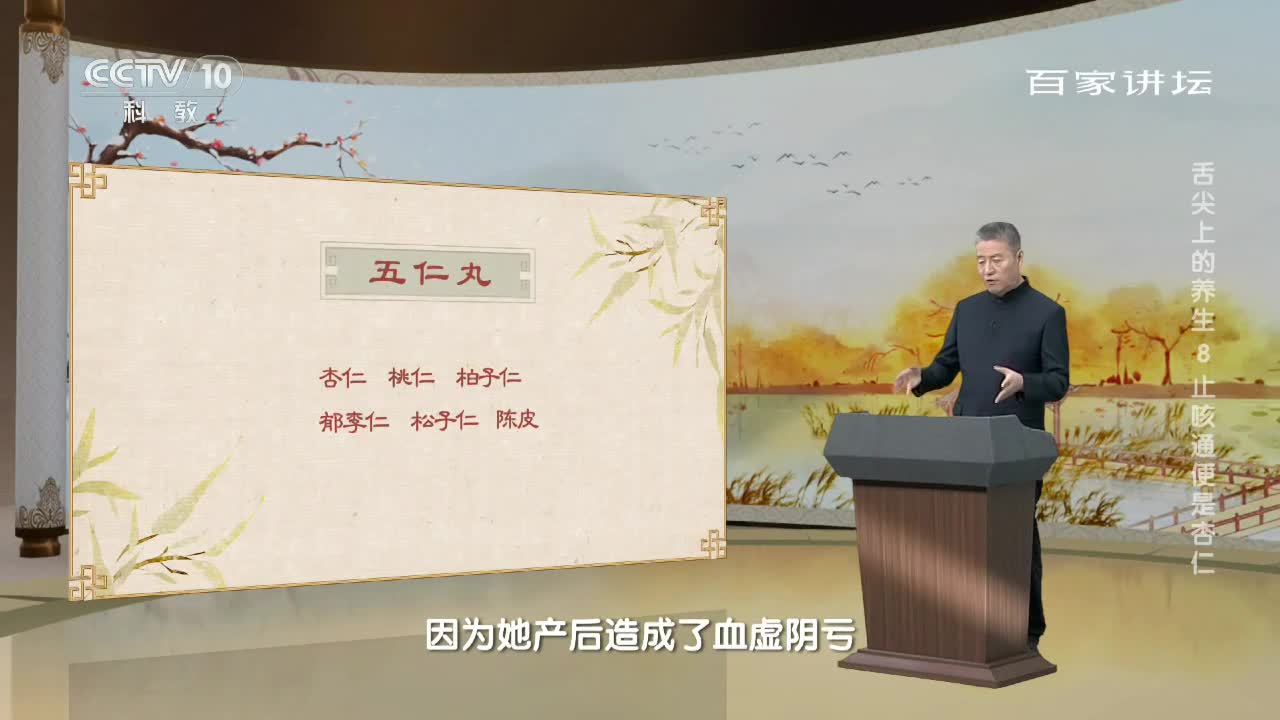 CCTV 10
科教
百家讲坛
舌尖上的养生 8 止咳通便是杏仁
五仁丸
杏仁 桃仁 柏子仁
郁李仁 松子仁 陈皮
因为她产后造成了血虚阴亏